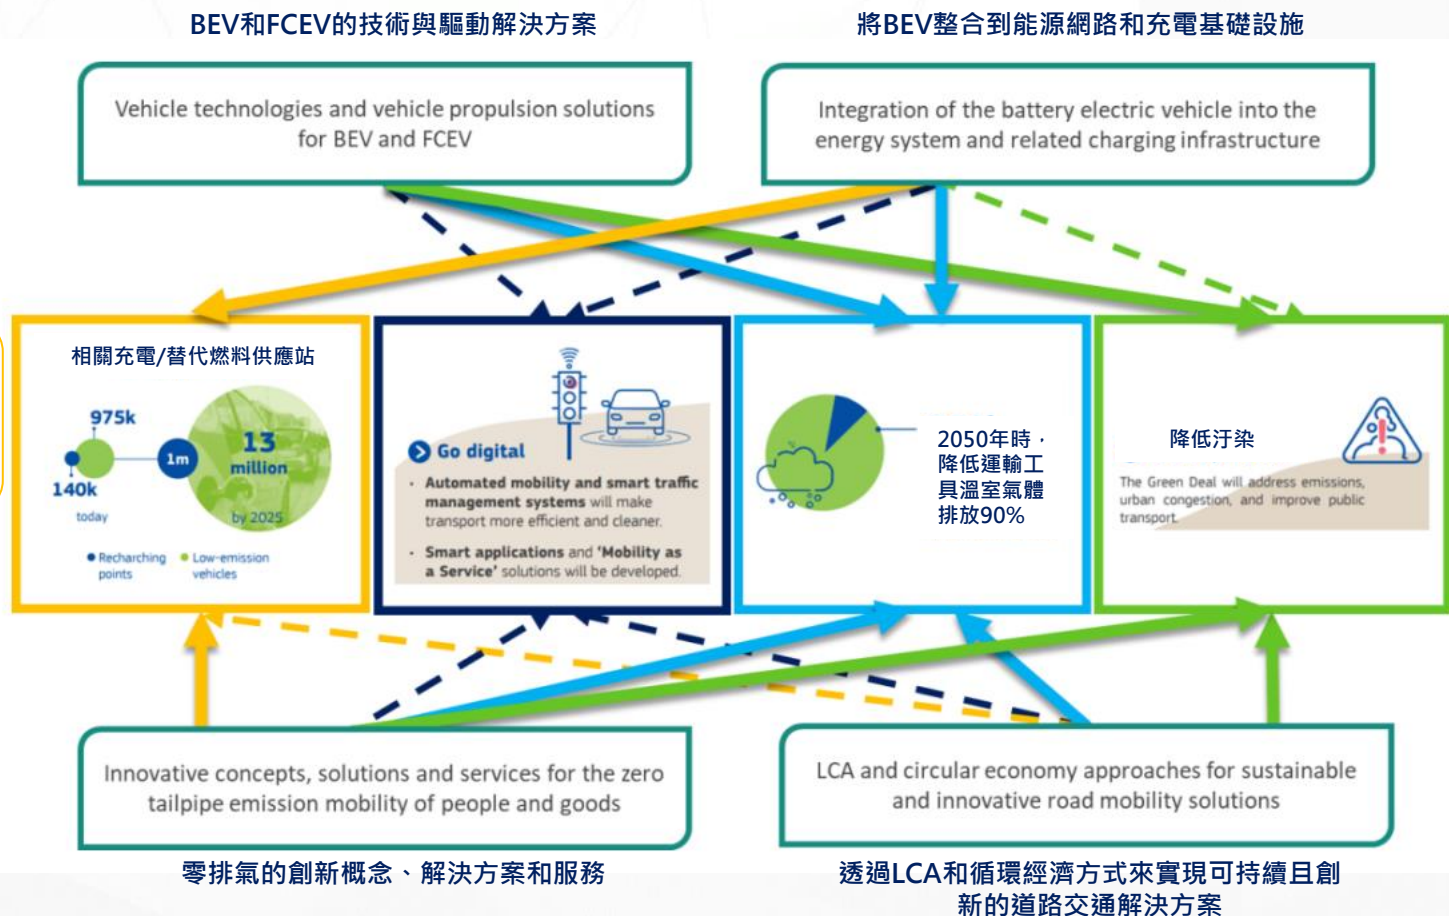 BEV和FCEV的技術與驅動解決方案
將BEV整合到能源網路和充電基礎設施
Vehicle technologies and vehicle propulsion solutions
for BEV and FCEV
Integration of the battery electric vehicle into the
energy system and related charging infrastructure
相關充電/替代燃料供應站
975k
140k
today
1m
13
million
by 2025
Recharching
points
Low-emission
vehicles
Go digital
· Automated mobility and smart traffic
management systems will make
transport more efficient and cleaner.
· Smart applications and ‘Mobility as
a Service’ solutions will be developed.
2050年時，
降低運輸工
具溫室氣體
排放90%
降低汙染
The Green Deal will address emissions,
urban congestion, and improve public
transport.
Innovative concepts, solutions and services for the zero
tailpipe emission mobility of people and goods
LCA and circular economy approaches for sustainable
and innovative road mobility solutions
零排氣的創新概念、解決方案和服務
透過LCA和循環經濟方式來實現可持續且創
新的道路交通解決方案